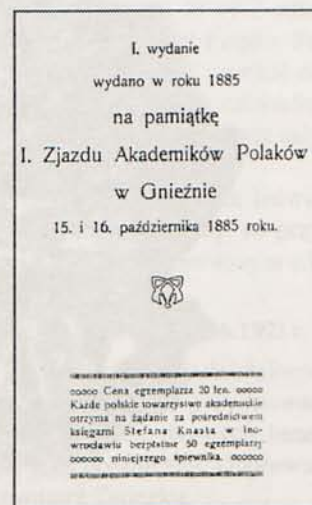 I. wydanie
wydano w roku 1885
na pamiątkę
I. Zjazdu Akademików Polaków
w Gnieźnie
15. i 16. października 1885 roku.
ooooo Cena egzemplarza 20 fen. ooooo
Każde polskie towarzystwo akademickie
otrzyma na żądanie za pośrednictwem
księgarni Stefana Knasta w Ino-
wrocławiu bezpłatnie 50 egzemplarzy
oooooo niniejszego śpiewnika. oooooo